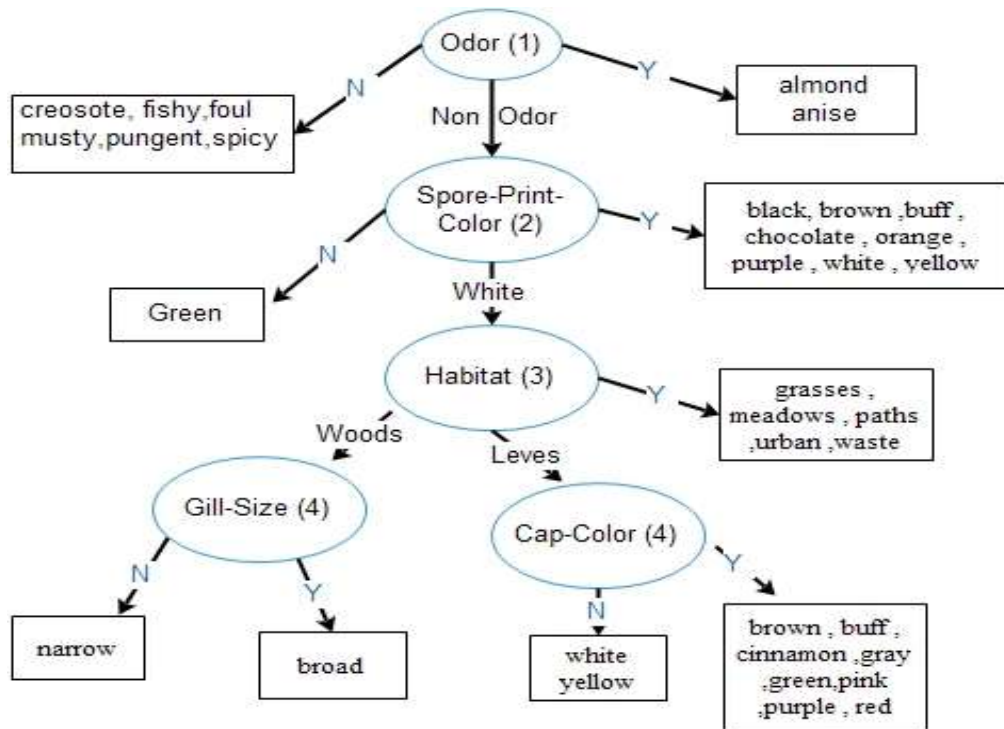 Odor (1)
N
Y
creosote, fishy,foul
musty,pungent,spicy
almond
anise
Non Odor
Spore-Print-
Color (2)
N
Y
black, brown ,buff ,
chocolate , orange ,
purple , white , yellow
Green
White
Habitat (3)
Y
grasses ,
meadows , paths
,urban ,waste
Woods
Leves
Gill-Size (4)
Cap-Color (4)
N
Y
N
Y
narrow
broad
white
yellow
brown , buff ,
cinnamon ,gray
,green,pink
,purple , red